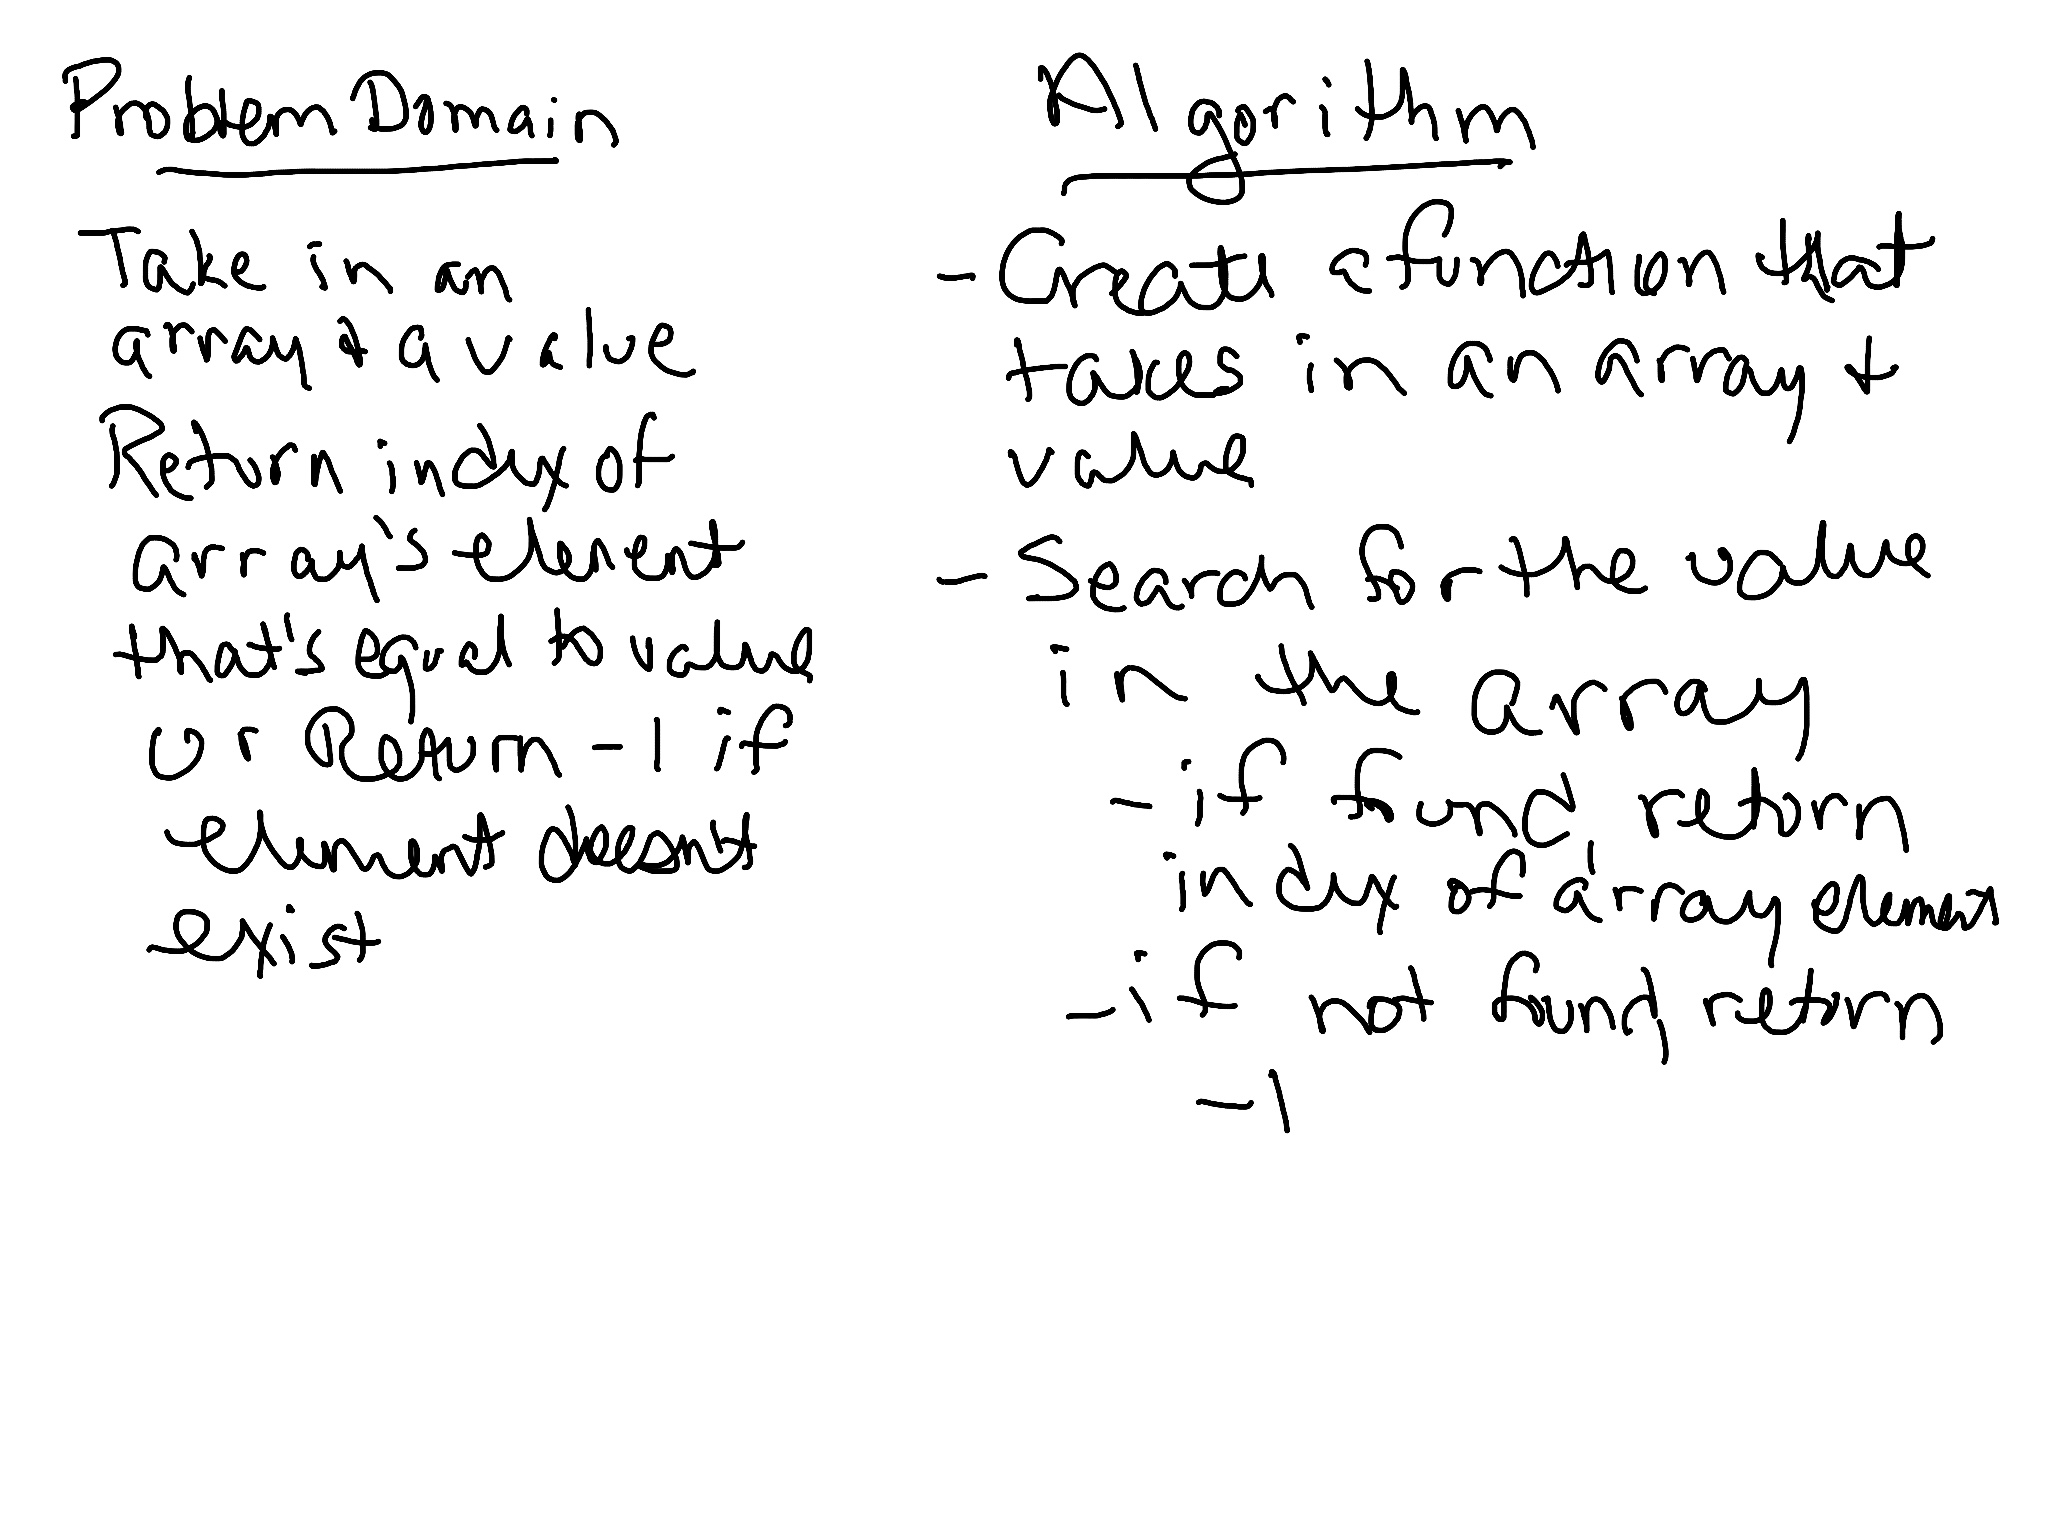 Problem Domain
Take in an
array & a value
Return index of
array's element
that's equal to value
or Return -1 if
element doesn't
exist
Algorithm
- Create a function that
takes in an array +
value
- Search for the value
in the array
- if found, return
index of array element
- if not found, return
-1